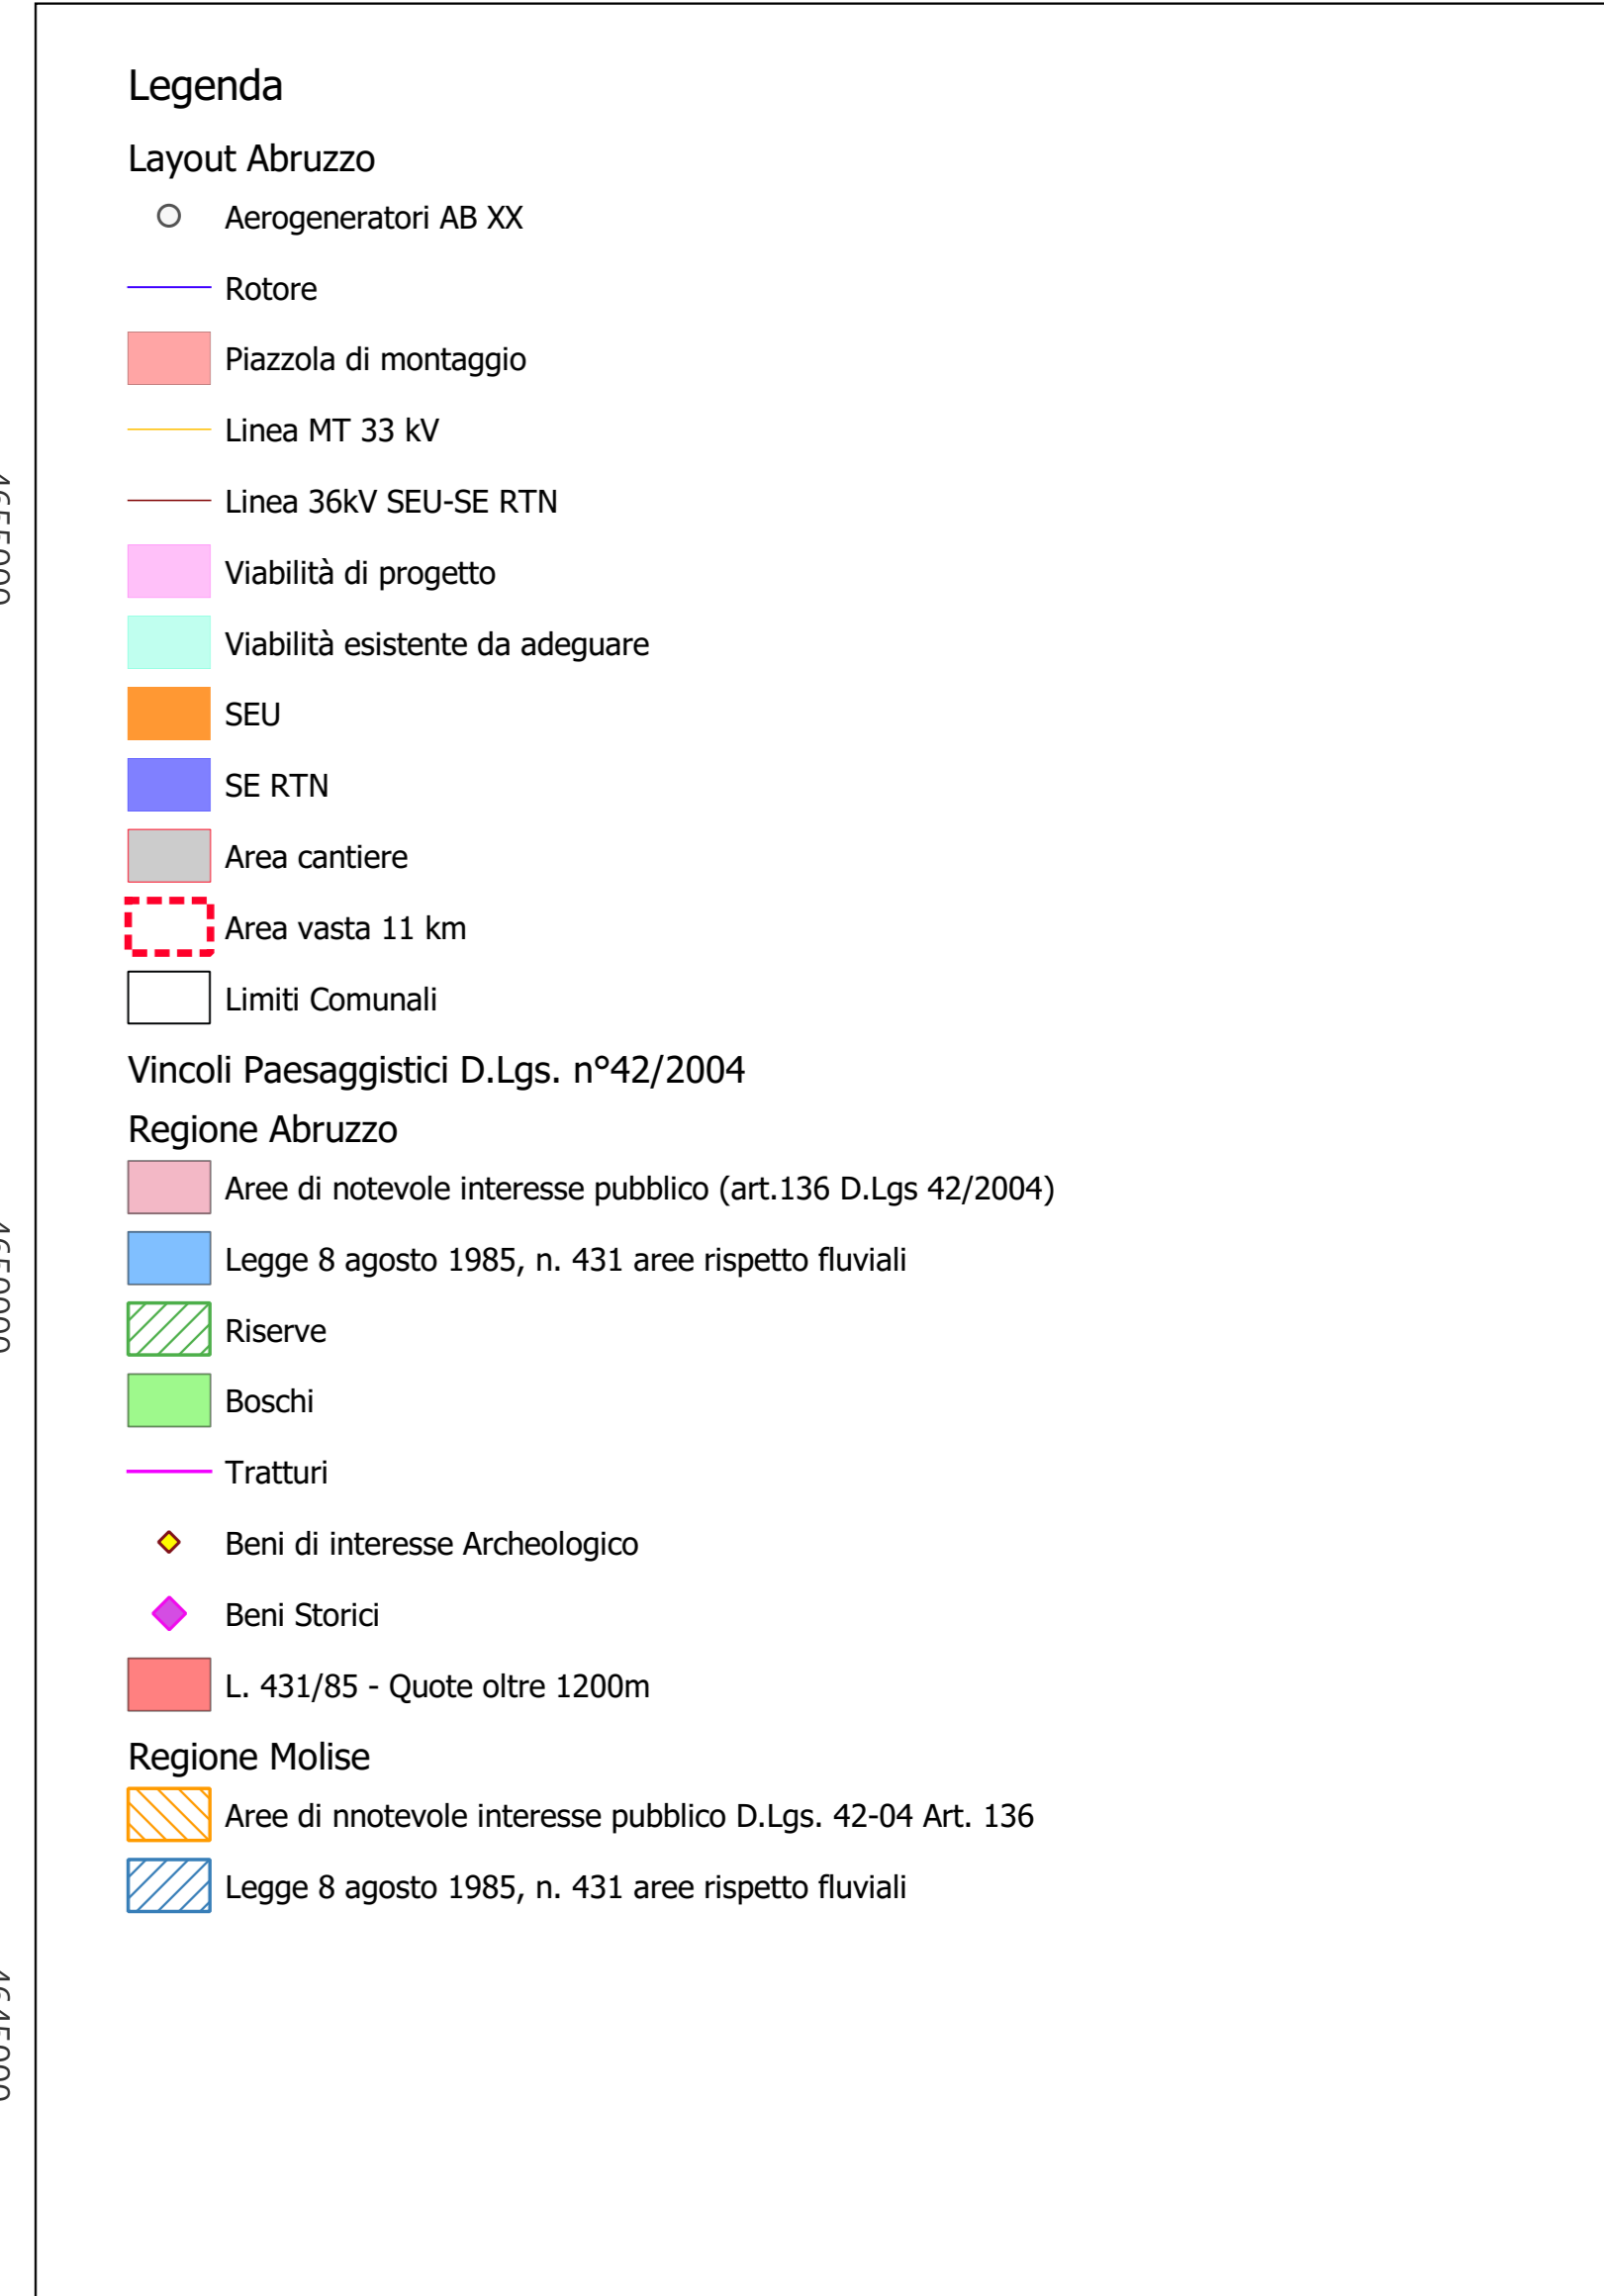 Legenda
Layout Abruzzo
Aerogeneratori AB XX
Rotore
Piazzola di montaggio
Linea MT 33 kV
Linea 36kV SEU-SE RTN
Viabilità di progetto
Viabilità esistente da adeguare
SEU
SE RTN
Area cantiere
Area vasta 11 km
Limiti Comunali
Vincoli Paesaggistici D.Lgs. n°42/2004
Regione Abruzzo
Aree di notevole interesse pubblico (art.136 D.Lgs 42/2004)
Legge 8 agosto 1985, n. 431 aree rispetto fluviali
Riserve
Boschi
Tratturi
Beni di interesse Archeologico
Beni Storici
L. 431/85 - Quote oltre 1200m
Regione Molise
Aree di nnotevole interesse pubblico D.Lgs. 42-04 Art. 136
Legge 8 agosto 1985, n. 431 aree rispetto fluviali
4655000
4650000
4645000